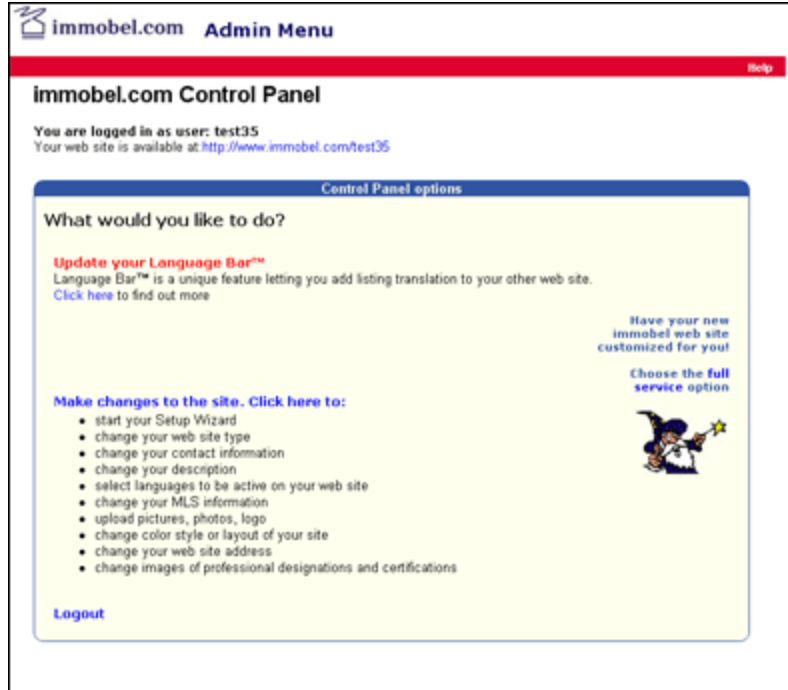 immobel.com Admin Menu
Help
immobel.com Control Panel
You are logged in as user: test35
Your web site is available at:http://www.immobel.com/test35
Control Panel options
What would you like to do?
Update your Language Bar™
Language Bar™ is a unique feature letting you add listing translation to your other web site.
Click here to find out more
Have your new
immobel web site
customized for you!
Choose the full
service option
Make changes to the site. Click here to:
• start your Setup Wizard
• change your web site type
• change your contact information
• change your description
• select languages to be active on your web site
• change your MLS information
• upload pictures, photos, logo
• change color style or layout of your site
• change your web site address
• change images of professional designations and certifications
Logout